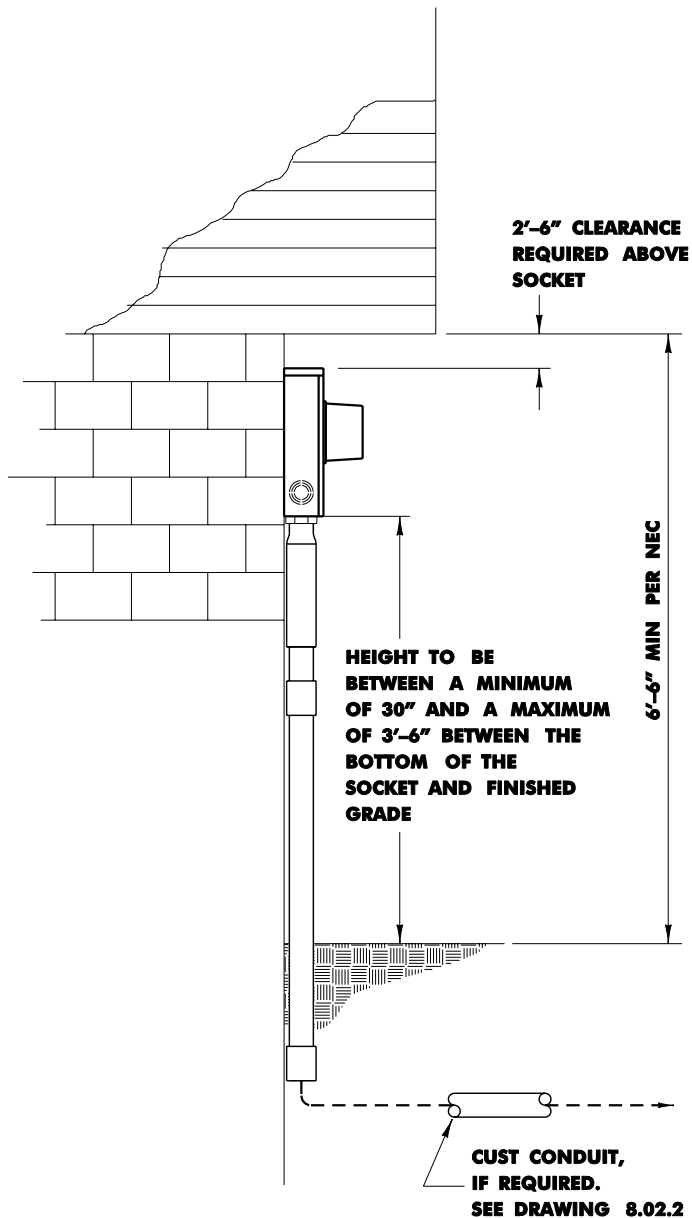 2'–6" CLEARANCE
REQUIRED ABOVE
SOCKET
6'–6" MIN PER NEC
HEIGHT TO BE
BETWEEN A MINIMUM
OF 30" AND A MAXIMUM
OF 3'–6" BETWEEN THE
BOTTOM OF THE
SOCKET AND FINISHED
GRADE
CUST CONDUIT,
IF REQUIRED.
SEE DRAWING 8.02.2